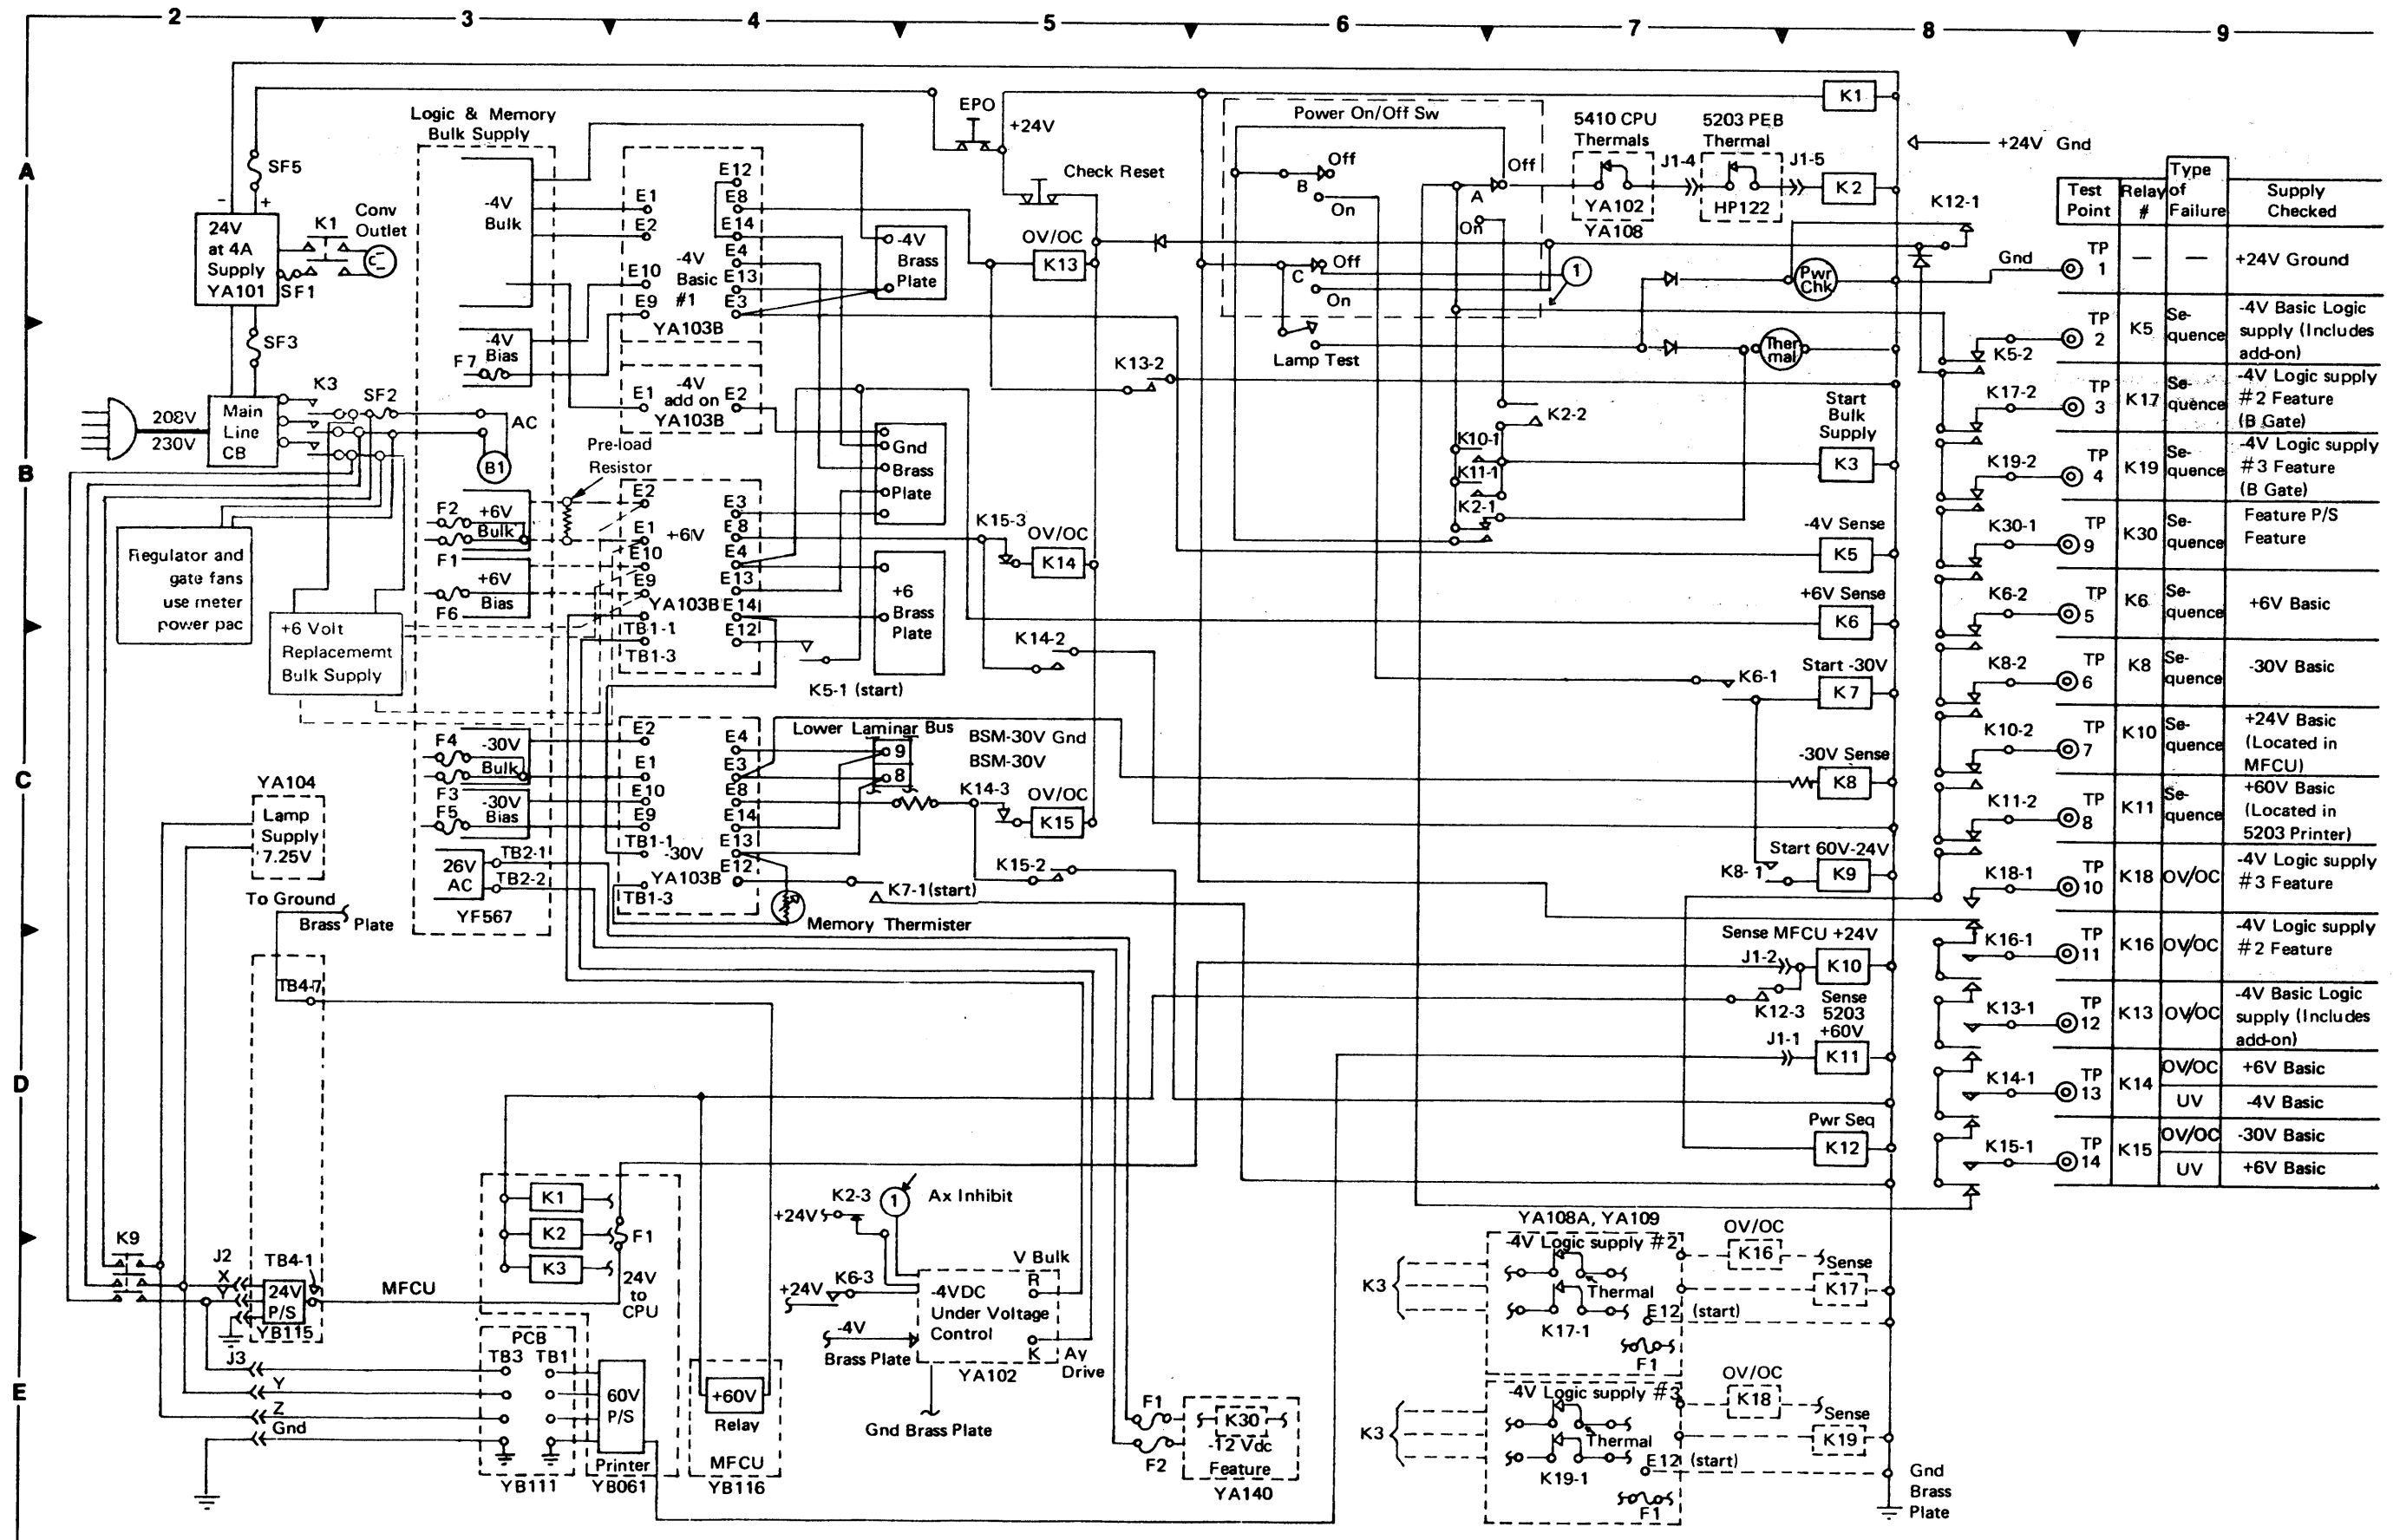 2 3 4 5 6 7 8 9
A
B
C
D
E
Logic & Memory
Bulk Supply
EPO
+24V
Power On/Off Sw
K1
5410 CPU
Thermals
5203 PEB
Thermal
+24V Gnd
SF5
- +
24V
at 4A
Supply
YA101
K1
Conv
Outlet
C
SF1
SF3
-4V
Bulk
E12
E1 E8
E2 E14
E4
E10 E13
E9 E3
-4V
Basic
#1
YA103B
-4V
Brass
Plate
Check Reset
OV/OC
K13
K13-2
Off
B
On
Off
C
On
Lamp Test
Off
A
On
1
YA102
YA108
J1-4
HP122
J1-5
K2
K12-1
Pwr
Chk
Ther
mal
Gnd
208V
230V
Main
Line
CB
K3
SF2
AC
B1
-4V
Bias
F7
E1
-4V
add on
E2
YA103B
Pre-load
Resistor
Gnd
Brass
Plate
K2-2
K10-1
K11-1
K2-1
Start
Bulk
Supply
K3
Regulator and
gate fans
use meter
power pac
+6 Volt
Replacememt
Bulk Supply
F2 +6V
Bulk
F1
+6V
Bias
F6
E2 E3
E1 +6V E8
E10 E4
E9 E13
YA103B E14
TB1-1 E12
TB1-3
+6
Brass
Plate
K15-3
OV/OC
K14
K14-2
K5-1 (start)
-4V Sense
K5
+6V Sense
K6
Start -30V
K6-1
K7
-30V Sense
K8
Start 60V-24V
K8-1
K9
YA104
Lamp
Supply
7.25V
F4 -30V
Bulk
F3
-30V
Bias
F5
26V
AC
TB2-1
TB2-2
YF567
E2 E4
E1 E3
E10 E8
E9 E14
TB1-1 E13
-30V E12
YA103B
TB1-3
Lower Laminar Bus
9
8
BSM-30V Gnd
BSM-30V
K14-3
OV/OC
K15
K15-2
K7-1 (start)
Memory Thermister
To Ground
Brass Plate
TB4-7
Sense MFCU +24V
J1-2
K10
K12-3
Sense
5203
+60V
J1-1
K11
Pwr Seq
K12
K9
J2
X
Y
TB4-1
24V
P/S
YB115
MFCU
K1
K2
K3
F1
24V
to
CPU
J3
Y
Z
Gnd
PCB
TB3 TB1
YB111
60V
P/S
Printer
YB061
+60V
Relay
MFCU
YB116
K2-3
+24V
1
Ax Inhibit
K6-3
+24V
-4V
Brass Plate
V Bulk
R
-4VDC
Under Voltage
Control
K
Ay
Drive
YA102
Gnd Brass Plate
F1
F2
K30
-12 Vdc
Feature
YA140
YA108A, YA109
-4V Logic supply #2
K3
Thermal
K17-1
F1
OV/OC
K16
Sense
K17
E12 (start)
-4V Logic supply #3
K3
Thermal
K19-1
F1
OV/OC
K18
Sense
K19
E12 (start)
Gnd
Brass
Plate
K5-2
K17-2
K19-2
K30-1
K6-2
K8-2
K10-2
K11-2
K18-1
K16-1
K13-1
K14-1
K15-1
Test
Point
Relay
#
Type
of
Failure
Supply
Checked
TP
1
— — +24V Ground
TP
2
K5
Se-
quence
-4V Basic Logic
supply (Includes
add-on)
TP
3
K17
Se-
quence
-4V Logic supply
#2 Feature
(B Gate)
TP
4
K19
Se-
quence
-4V Logic supply
#3 Feature
(B Gate)
TP
9
K30
Se-
quence
Feature P/S
Feature
TP
5
K6
Se-
quence
+6V Basic
TP
6
K8
Se-
quence
-30V Basic
TP
7
K10
Se-
quence
+24V Basic
(Located in
MFCU)
TP
8
K11
Se-
quence
+60V Basic
(Located in
5203 Printer)
TP
10
K18
OV/OC
-4V Logic supply
#3 Feature
TP
11
K16
OV/OC
-4V Logic supply
#2 Feature
TP
12
K13
OV/OC
-4V Basic Logic
supply (Includes
add-on)
TP
13
K14
OV/OC +6V Basic
UV -4V Basic
TP
14
K15
OV/OC -30V Basic
UV +6V Basic